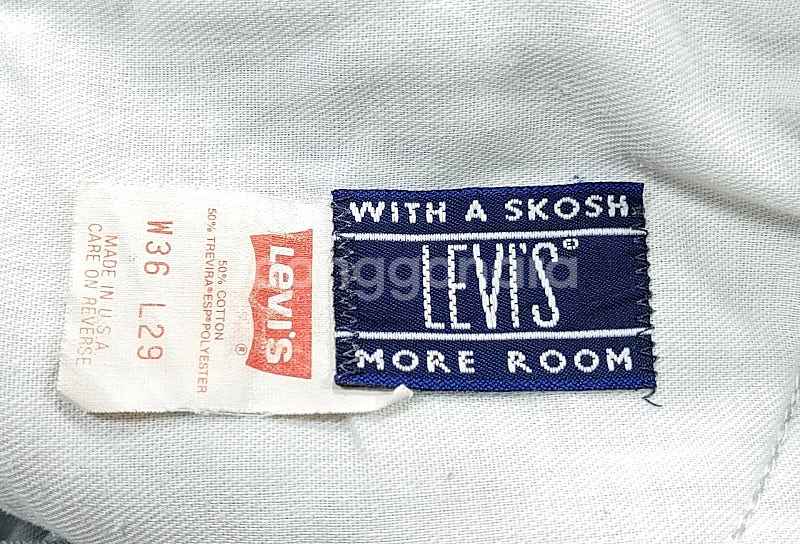 Levi's®
50% COTTON
50% TREVIRA®ESP®POLYESTER
W36 L29
MADE IN U.S.A
CARE ON REVERSE
WITH A SKOSH
LEVI'S®
MORE ROOM